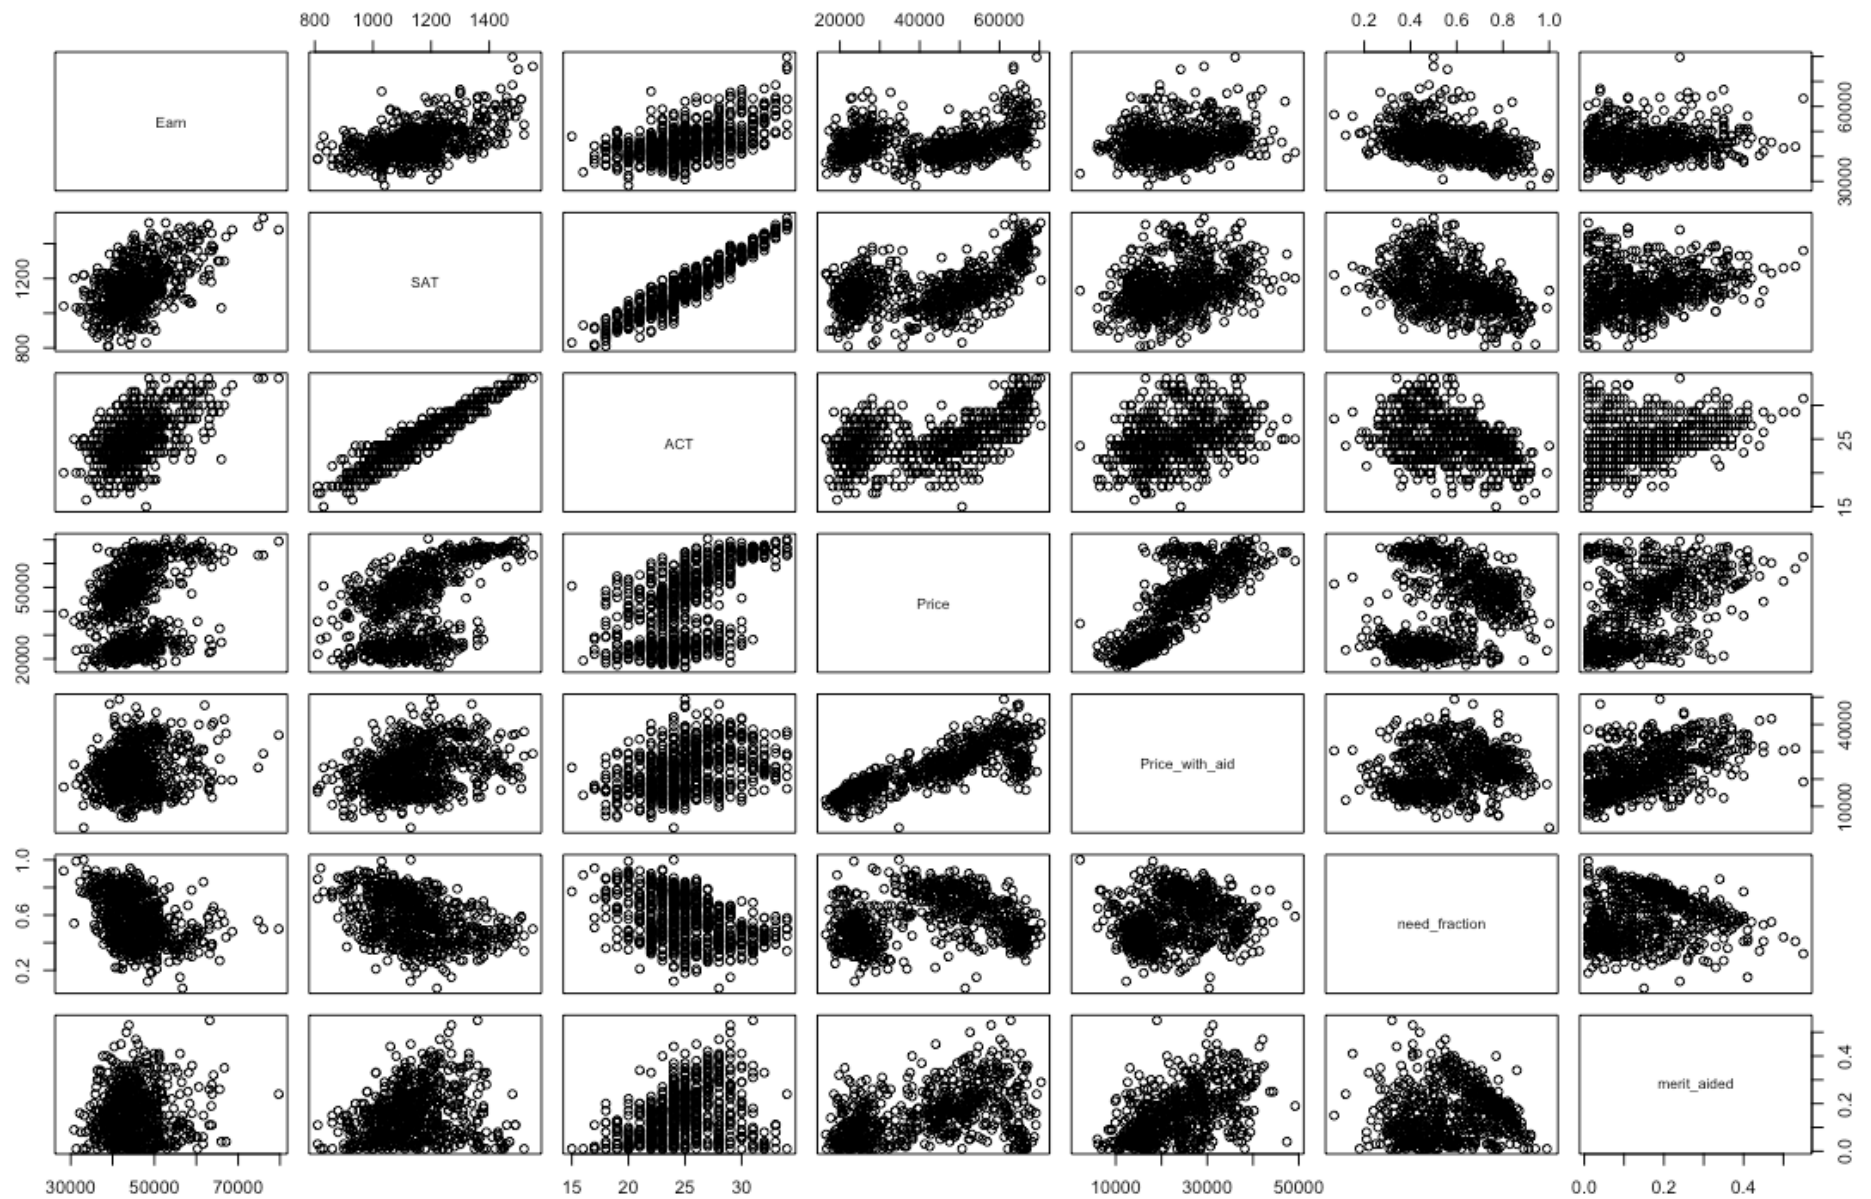 800 1000 1200 1400
20000 40000 60000
0.2 0.4 0.6 0.8 1.0
Earn
30000 60000
800 1200
SAT
ACT
15 25
20000 50000
Price
Price_with_aid
10000 40000
0.2 0.6 1.0
need_fraction
merit_aided
0.0 0.2 0.4
30000 50000 70000
15 20 25 30
10000 30000 50000
0.0 0.2 0.4